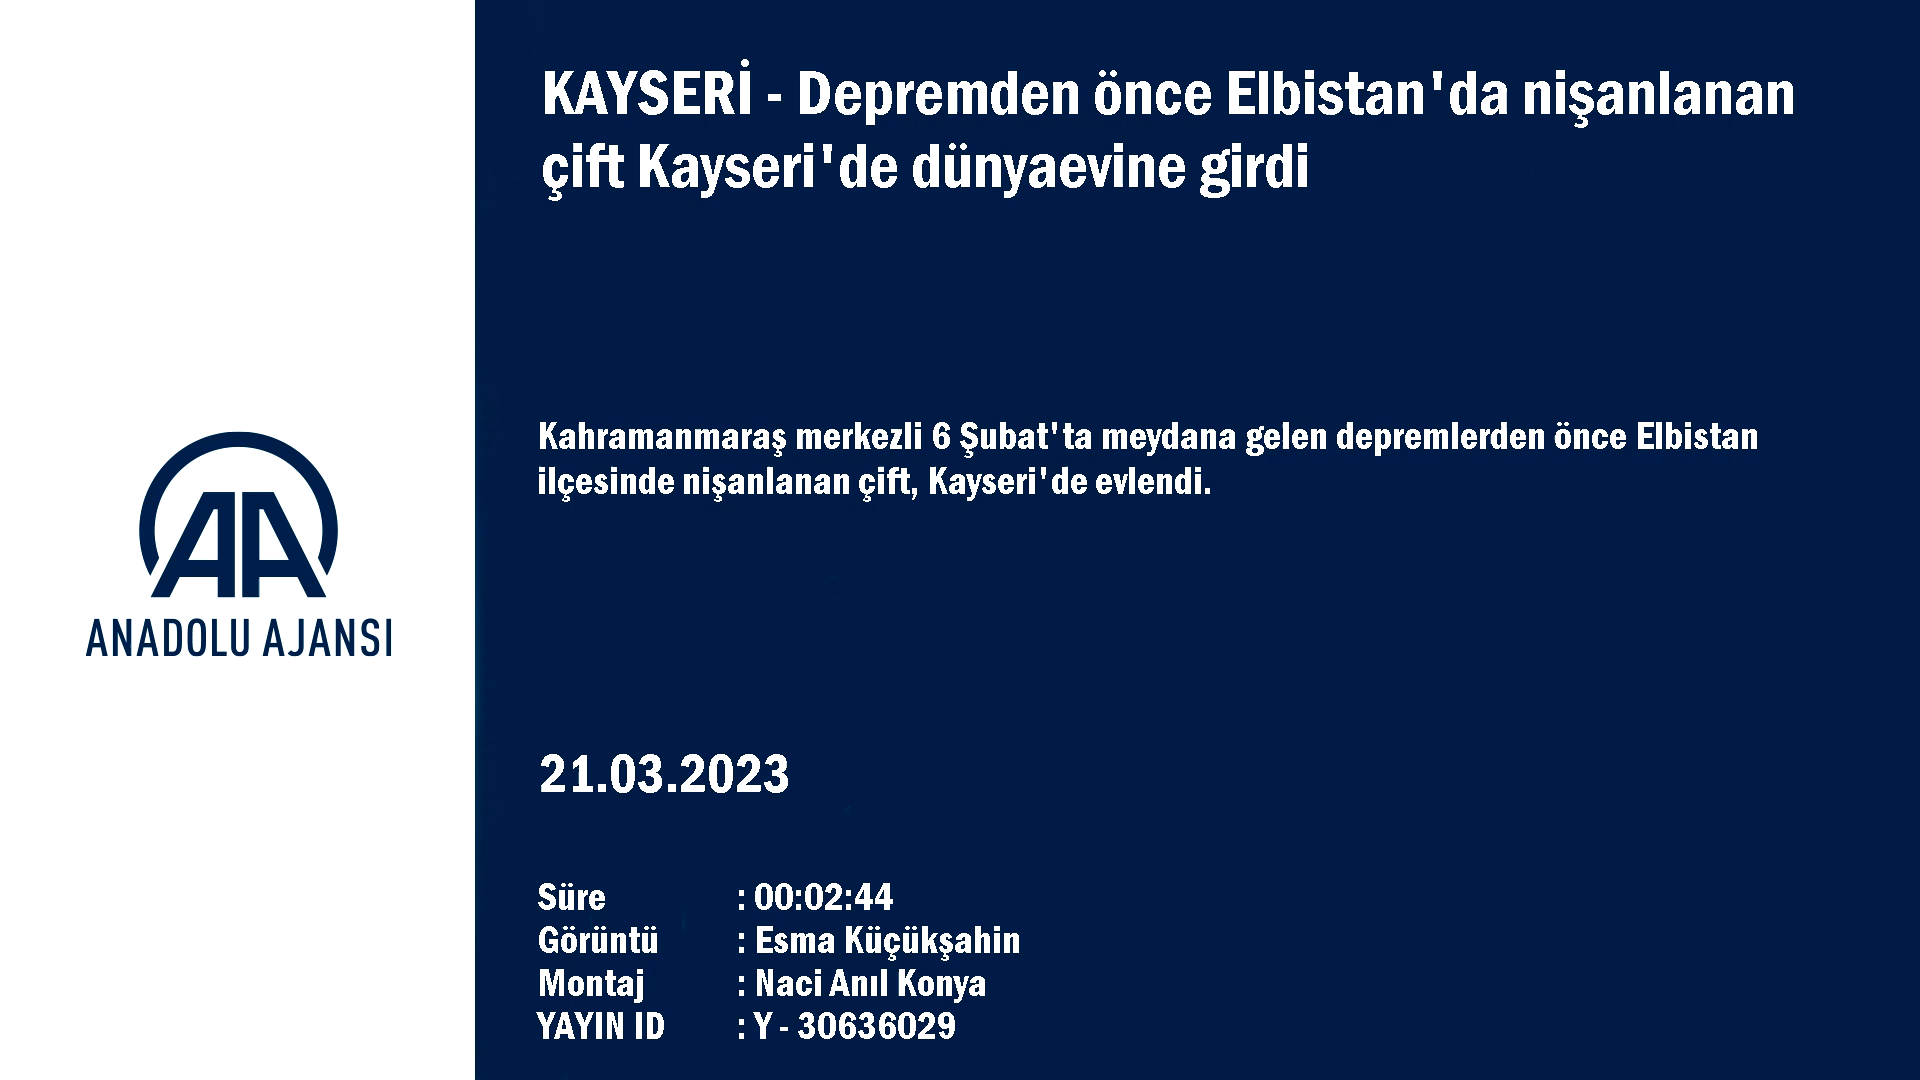 KAYSERİ - Depremden önce Elbistan'da nişanlanan
çift Kayseri'de dünyaevine girdi
Kahramanmaraş merkezli 6 Şubat'ta meydana gelen depremlerden önce Elbistan
ilçesinde nişanlanan çift, Kayseri'de evlendi.
AA
ANADOLU AJANSI
21.03.2023
Süre : 00:02:44
Görüntü : Esma Küçükşahin
Montaj : Naci Anıl Konya
YAYIN ID : Y - 30636029